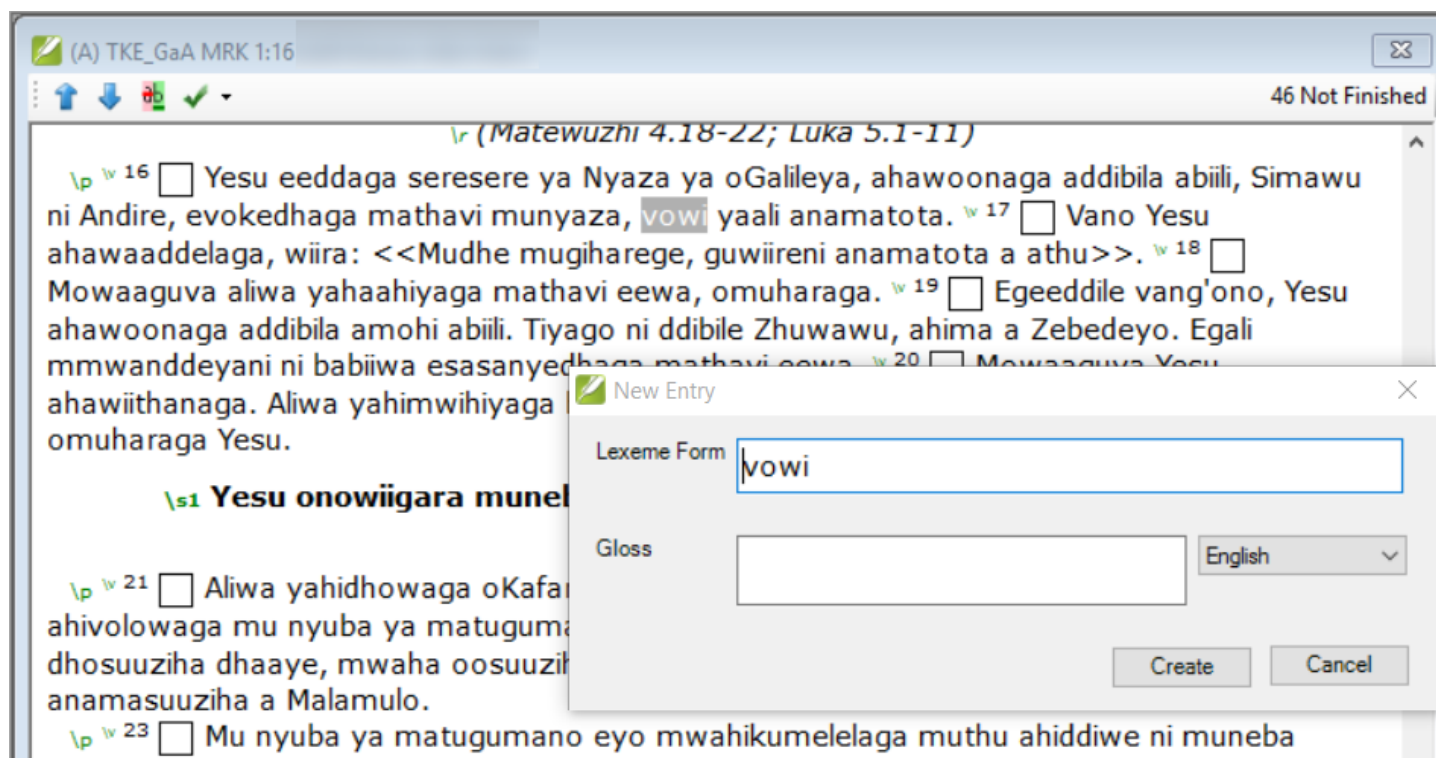 (A) TKE_GaA MRK 1:16
46 Not Finished
\r (Matewuzhi 4.18-22; Luka 5.1-11)
\p \v 16 Yesu eeddaga seresere ya Nyaza ya oGalileya, ahawoonaga addibila abiili, Simawu
ni Andire, evokedhaga mathavi munyaza, vowi yaali anamatota. \v 17 Vano Yesu
ahawaaddelaga, wiira: <<Mudhe mugiharege, guwiireni anamatota a athu>>. \v 18
Mowaaguva aliwa yahaahiyaga mathavi eewa, omuharaga. \v 19 Egeeddile vang'ono, Yesu
ahawoonaga addibila amohi abiili. Tiyago ni ddibile Zhuwawu, ahima a Zebedeyo. Egali
mmwanddeyani ni babiiwa esasanyedhaga mathavi eewa. \v 20 Mowaaguva Yesu
ahawiithanaga. Aliwa yahimwihiyaga
omuharaga Yesu.
\s1 Yesu onowiigara
\p \v 21 Aliwa yahidhowaga
ahivolowaga mu nyuba ya
dhosuuziha dhaaye, mwaha
anamasuuziha a Malamulo.
\p \v 23 Mu nyuba ya matugumano eyo mwahikumelelaga muthu ahiddiwe ni muneba
New Entry
Lexeme Form
vowi
Gloss
English
Create
Cancel